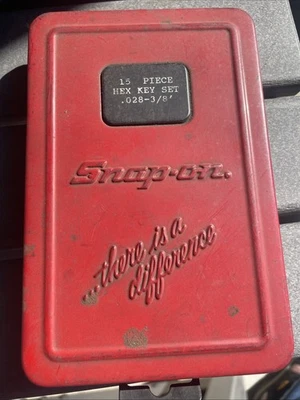 15 PIECE
HEX KEY SET
.028-3/8"
Snap-on.
...there is a
difference